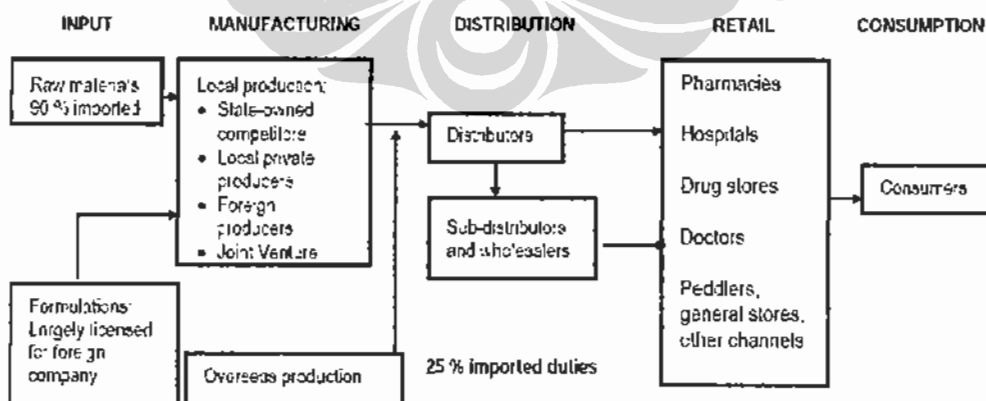 INPUT
MANUFACTURING
DISTRIBUTION
RETAIL
CONSUMPTION
Raw materials
90 % imported
Local production:
• State-owned
competitors
• Local private
producers
• Foreign
producers
• Joint Venture
Formulations:
Largely licensed
for foreign
company
Overseas production
Distributors
Sub-distributors
and wholesalers
25 % imported duties
Pharmacies
Hospitals
Drug stores
Doctors
Peddlers,
general stores,
other channels
Consumers